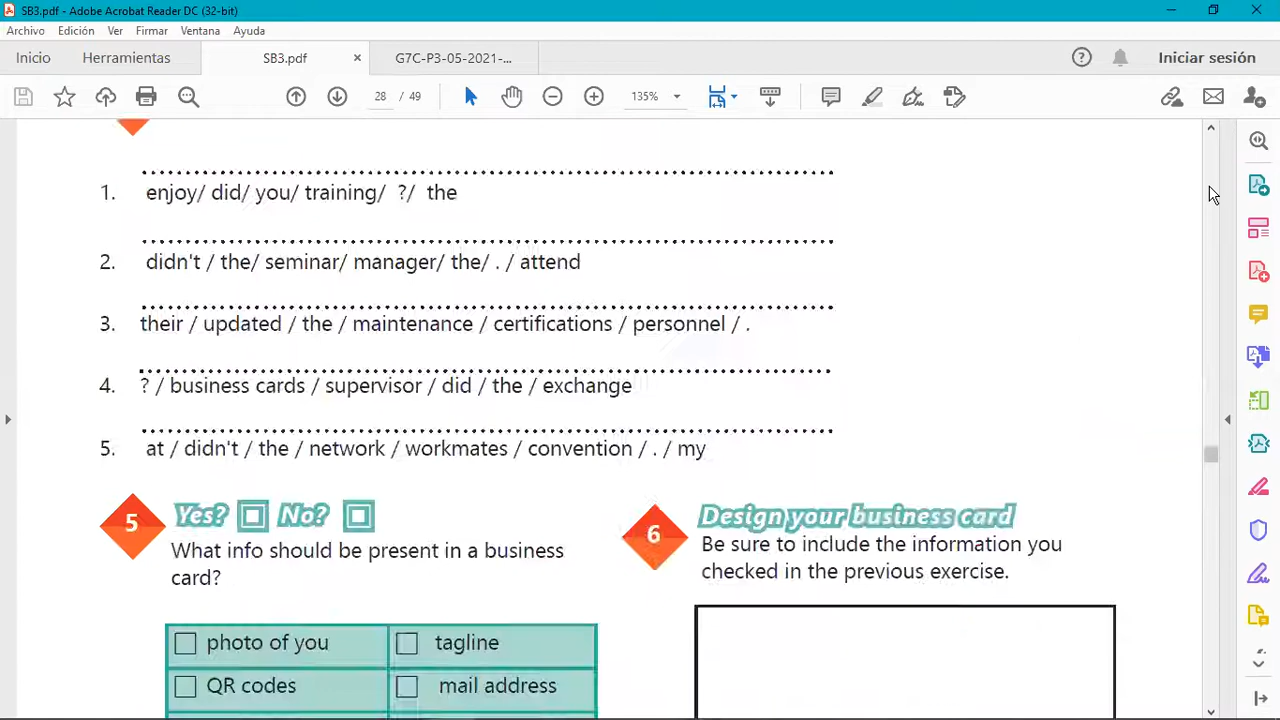 SB3.pdf - Adobe Acrobat Reader DC (32-bit)
Archivo Edición Ver Firmar Ventana Ayuda
Inicio Herramientas SB3.pdf × G7C-P3-05-2021-... Iniciar sesión
28 / 49 135%
1. enjoy/ did/ you/ training/ ?/ the
2. didn't / the/ seminar/ manager/ the/ . / attend
3. their / updated / the / maintenance / certifications / personnel / .
4. ? / business cards / supervisor / did / the / exchange
5. at / didn't / the / network / workmates / convention / . / my
5 Yes? No?
What info should be present in a business
card?
photo of you tagline
QR codes mail address
6 Design your business card
Be sure to include the information you
checked in the previous exercise.